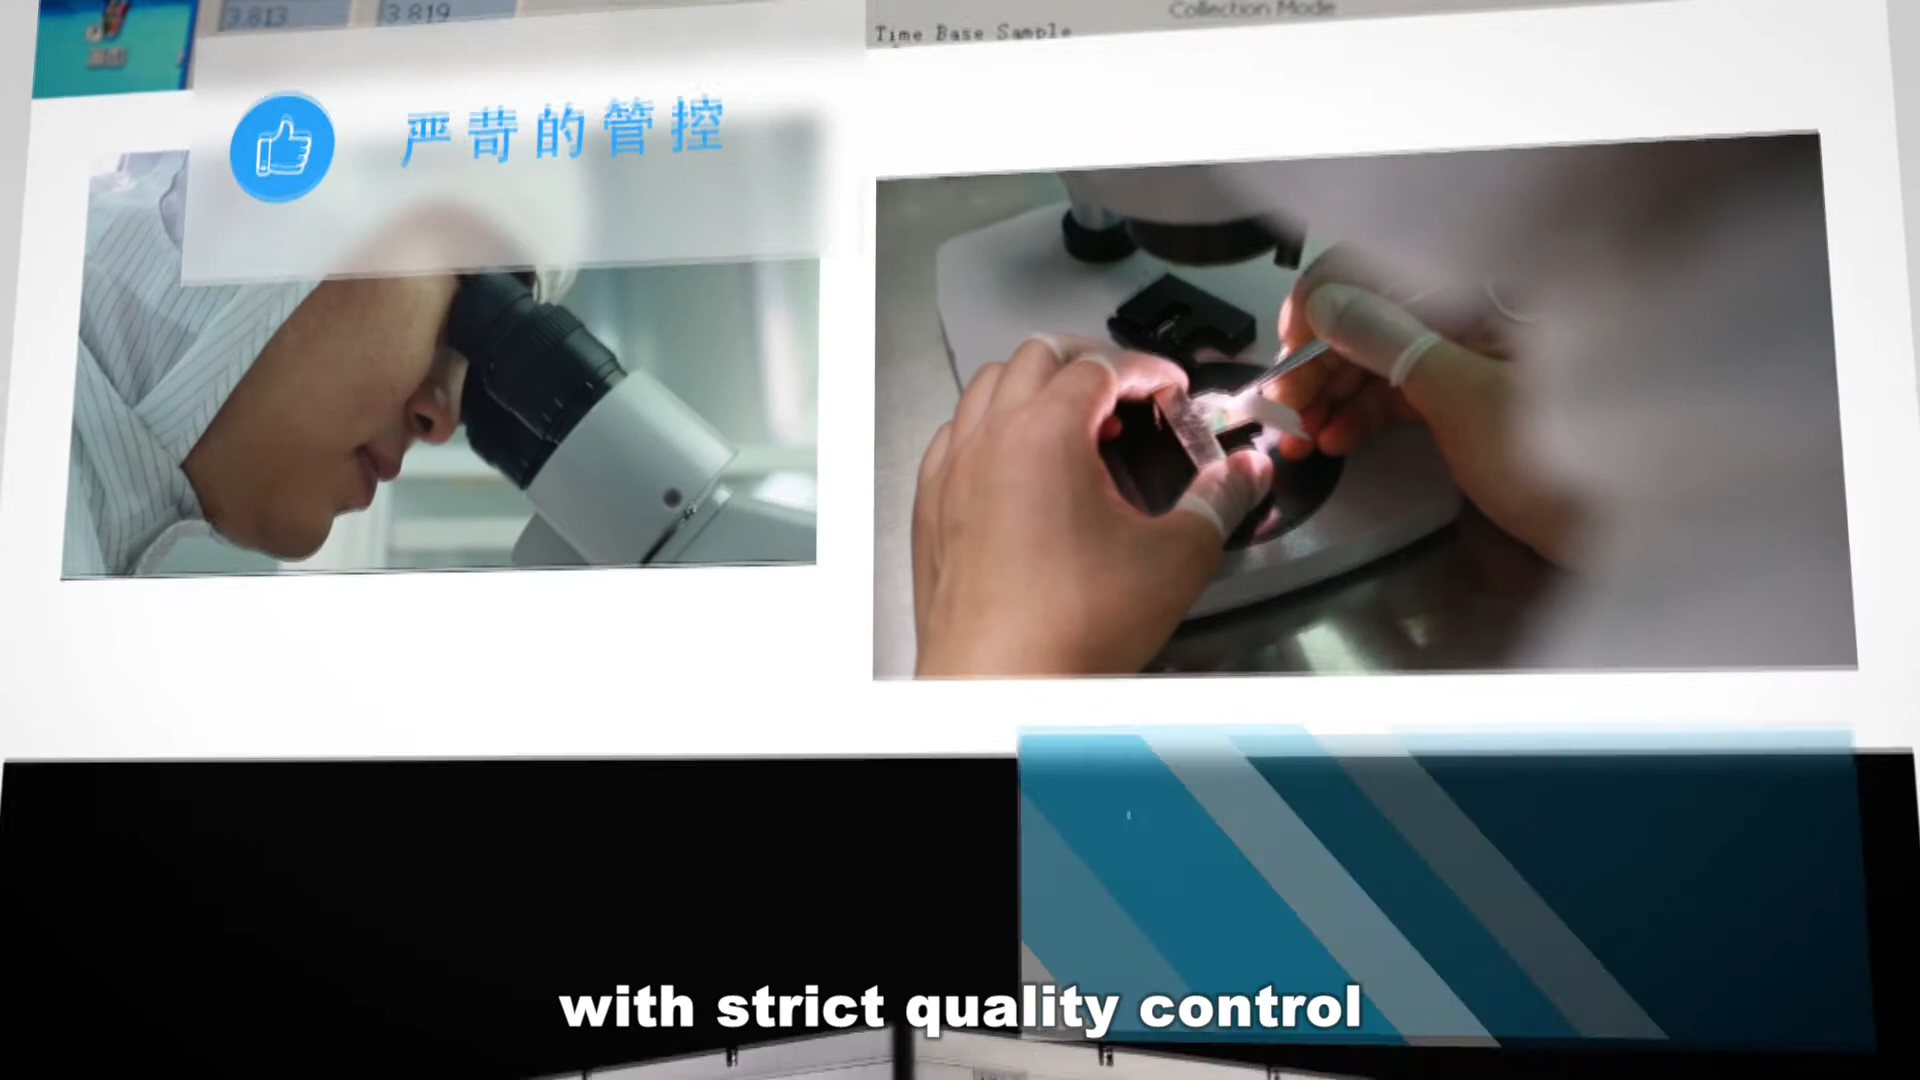 3.813
3.819
Collection Mode
Time Base Sample
严苛的管控
with strict quality control